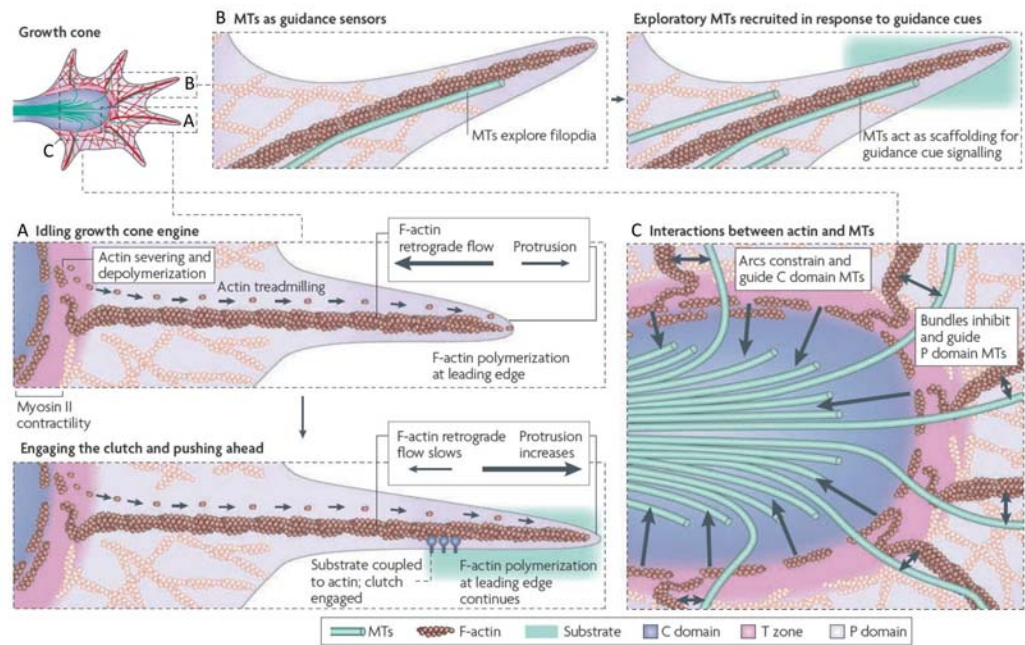 B MTs as guidance sensors
Exploratory MTs recruited in response to guidance cues
Growth cone
B
A
C
MTs explore filopdia
MTs act as scaffolding for
guidance cue signalling
A Idling growth cone engine
Actin severing and
depolymerization
Actin treadmilling
F-actin
retrograde flow
Protrusion
F-actin polymerization
at leading edge
Myosin II
contractility
Engaging the clutch and pushing ahead
F-actin retrograde
flow slows
Protrusion
increases
Substrate coupled
to actin; clutch
engaged
F-actin polymerization
at leading edge
continues
C Interactions between actin and MTs
Arcs constrain and
guide C domain MTs
Bundles inhibit
and guide
P domain MTs
MTs
F-actin
Substrate
C domain
T zone
P domain